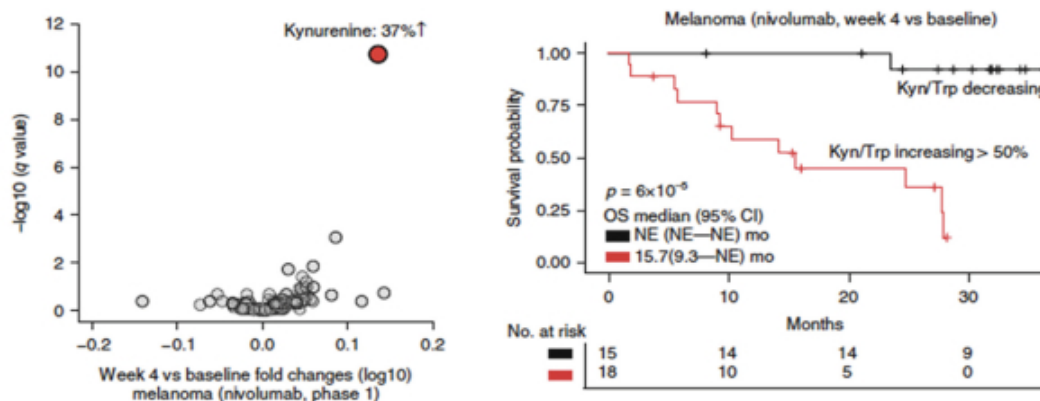 12
10
8
6
4
2
0
−log10 (q value)
Kynurenine: 37%↑
−0.2 −0.1 0.0 0.1 0.2
Week 4 vs baseline fold changes (log10)
melanoma (nivolumab, phase 1)
Melanoma (nivolumab, week 4 vs baseline)
1.00
0.75
0.50
0.25
0.00
Survival probability
Kyn/Trp decreasing
Kyn/Trp increasing > 50%
OS median (95% CI)
NE (NE—NE) mo
15.7(9.3—NE) mo
0 10 20 30
Months
No. at risk
15 14 14 9
18 10 5 0